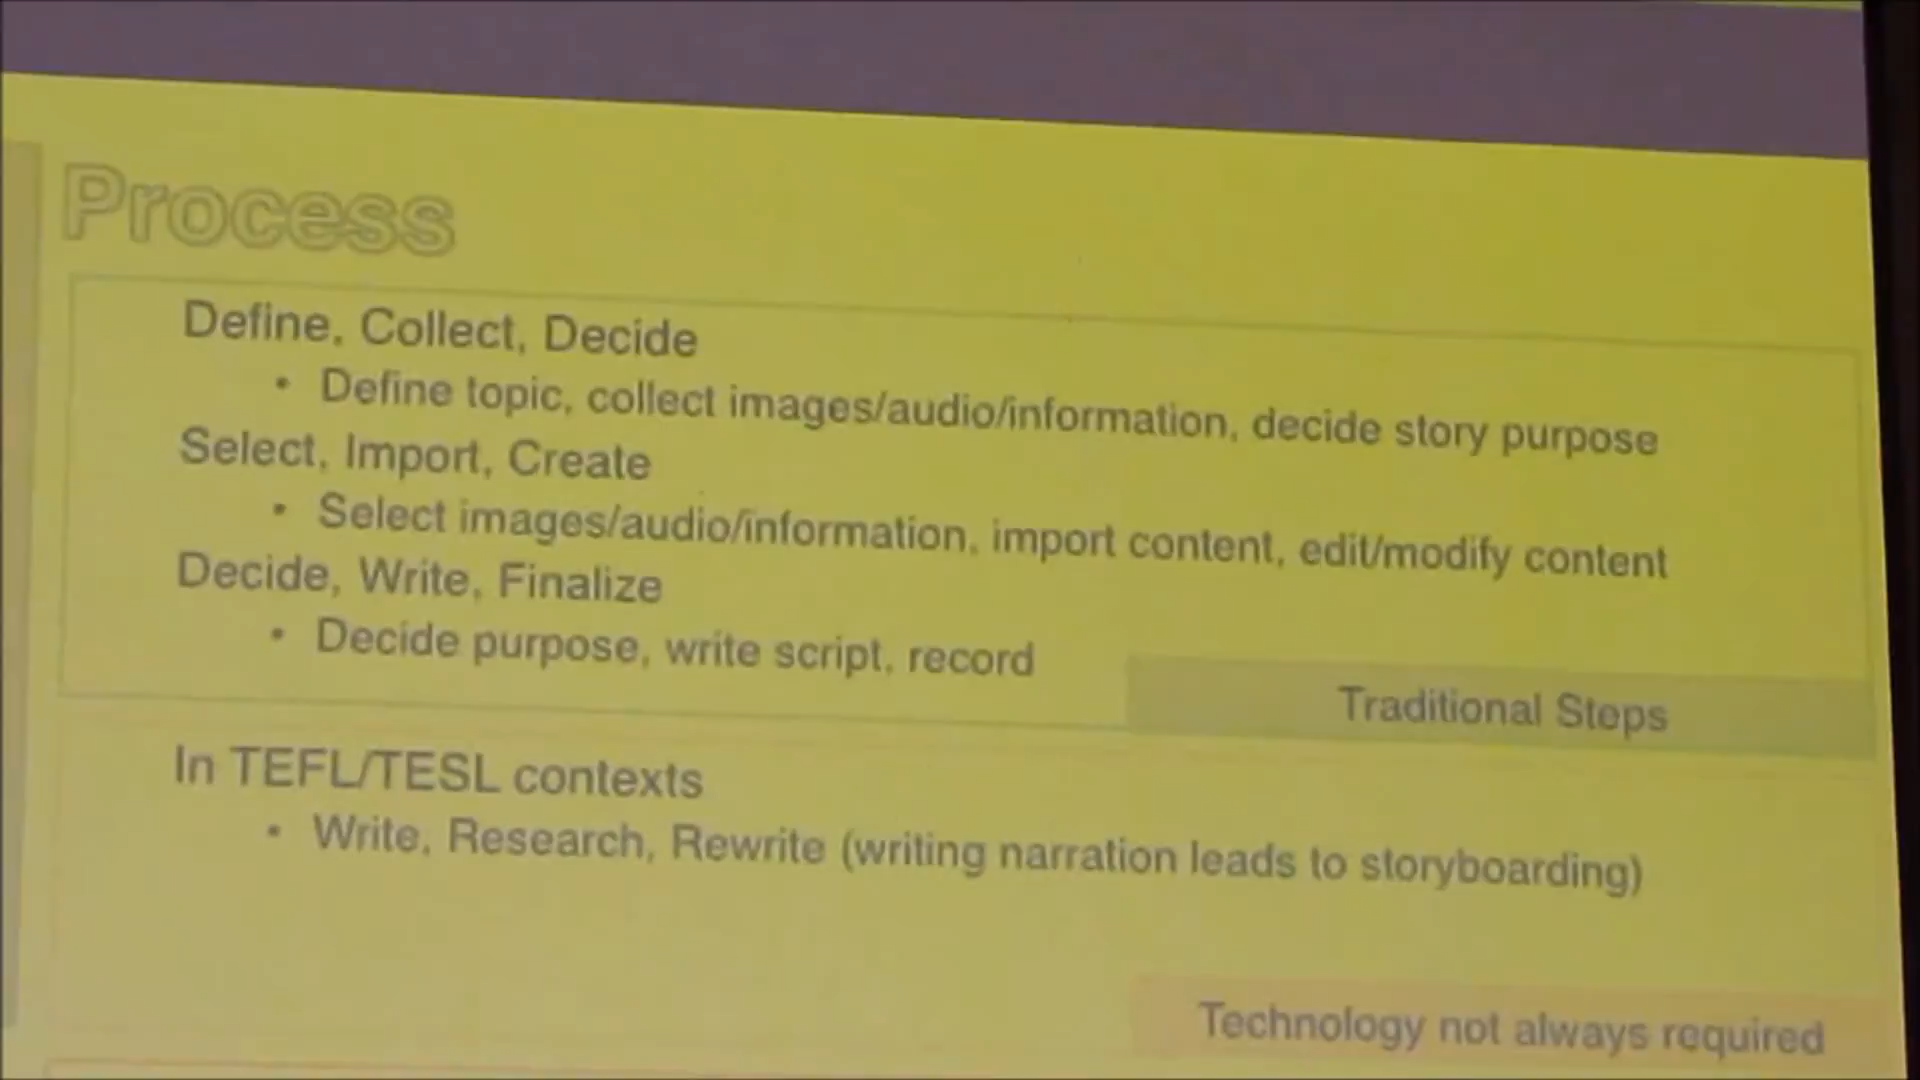 Process
Define, Collect, Decide
• Define topic, collect images/audio/information, decide story purpose
Select, Import, Create
• Select images/audio/information, import content, edit/modify content
Decide, Write, Finalize
• Decide purpose, write script, record
Traditional Steps
In TEFL/TESL contexts
• Write, Research, Rewrite (writing narration leads to storyboarding)
Technology not always required